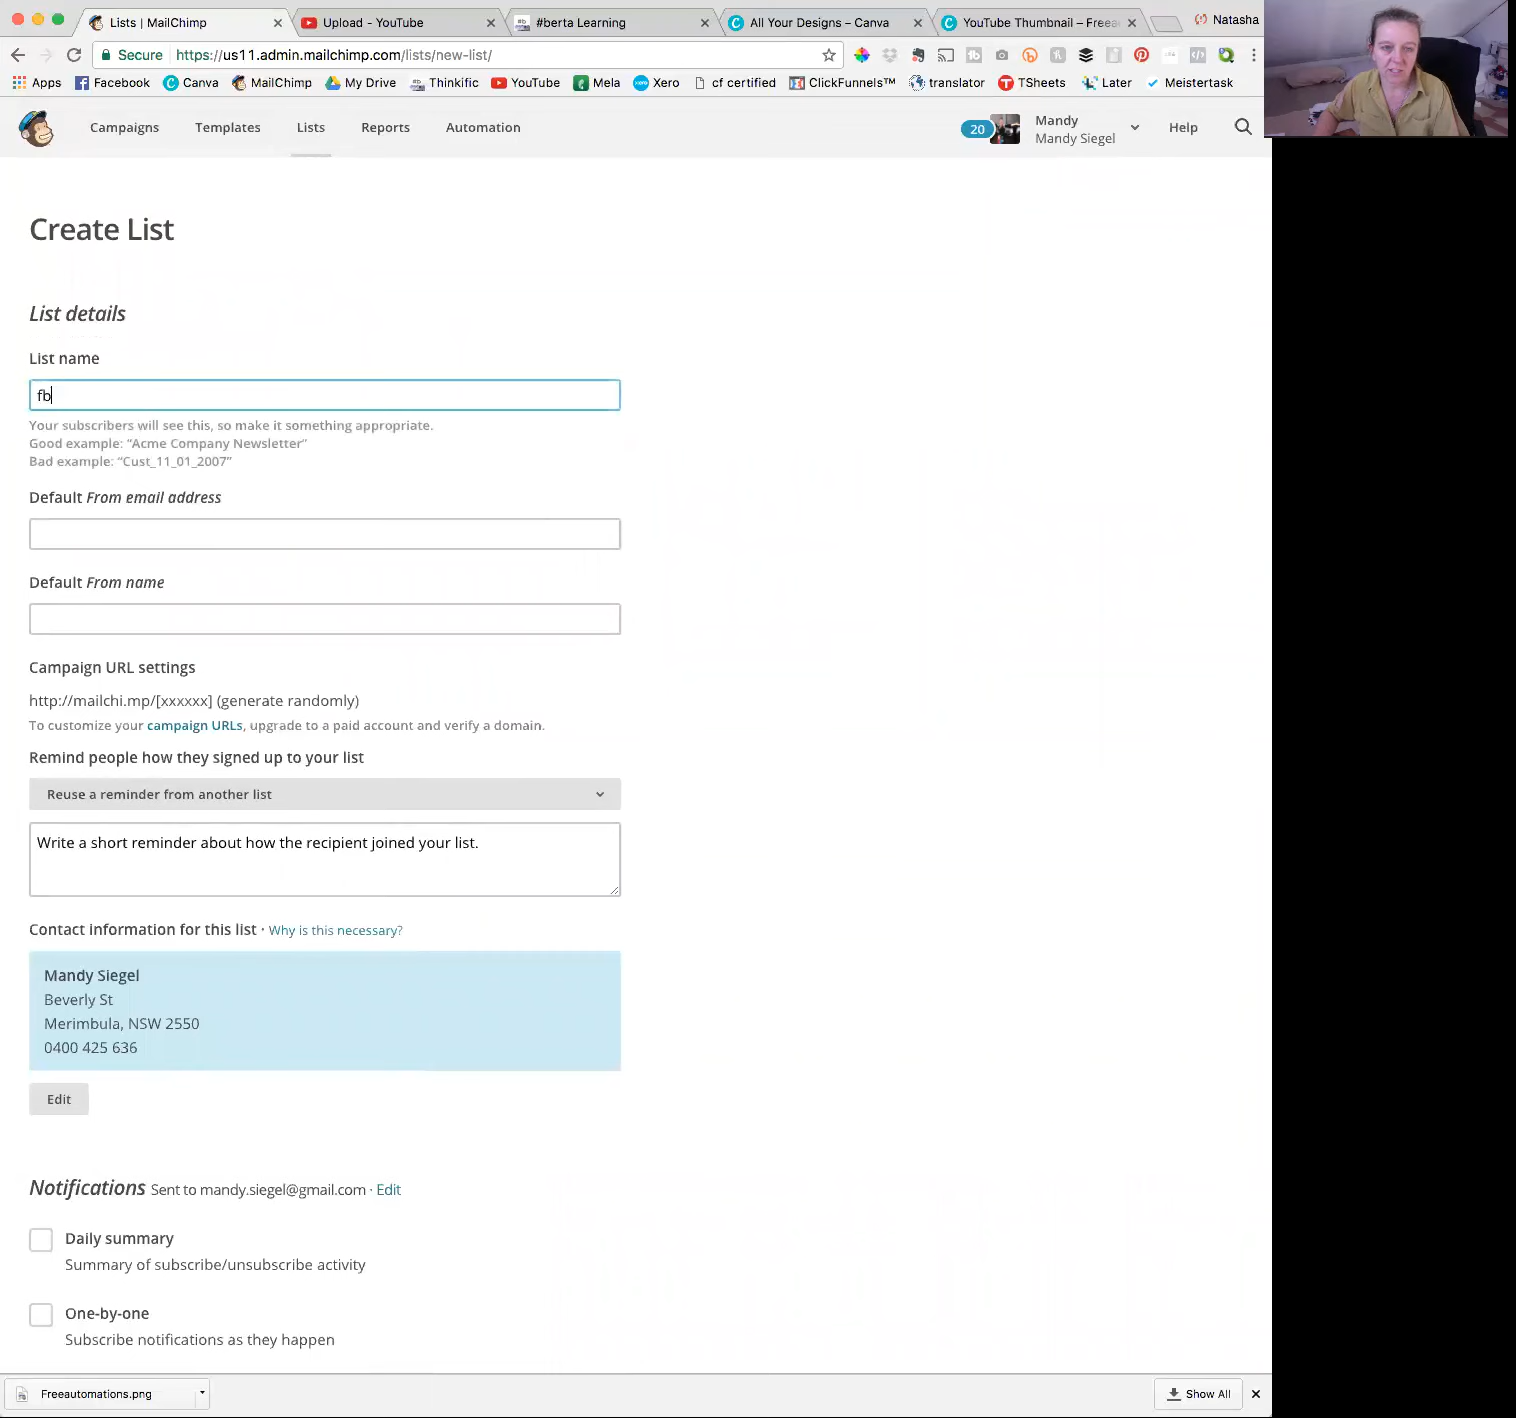 Lists | MailChimp
Upload - YouTube
#berta Learning
All Your Designs – Canva
YouTube Thumbnail – Freea
Natasha
Secure https://us11.admin.mailchimp.com/lists/new-list/
Apps Facebook Canva MailChimp My Drive Thinkific YouTube Mela Xero cf certified ClickFunnels™ translator TSheets Later Meistertask
Campaigns Templates Lists Reports Automation
20
Mandy
Mandy Siegel
Help
Create List
List details
List name
fb
Your subscribers will see this, so make it something appropriate.
Good example: “Acme Company Newsletter”
Bad example: “Cust_11_01_2007”
Default From email address
Default From name
Campaign URL settings
http://mailchi.mp/[xxxxxx] (generate randomly)
To customize your campaign URLs, upgrade to a paid account and verify a domain.
Remind people how they signed up to your list
Reuse a reminder from another list
Write a short reminder about how the recipient joined your list.
Contact information for this list · Why is this necessary?
Mandy Siegel
Beverly St
Merimbula, NSW 2550
0400 425 636
Edit
Notifications Sent to mandy.siegel@gmail.com · Edit
Daily summary
Summary of subscribe/unsubscribe activity
One-by-one
Subscribe notifications as they happen
Freeautomations.png
Show All